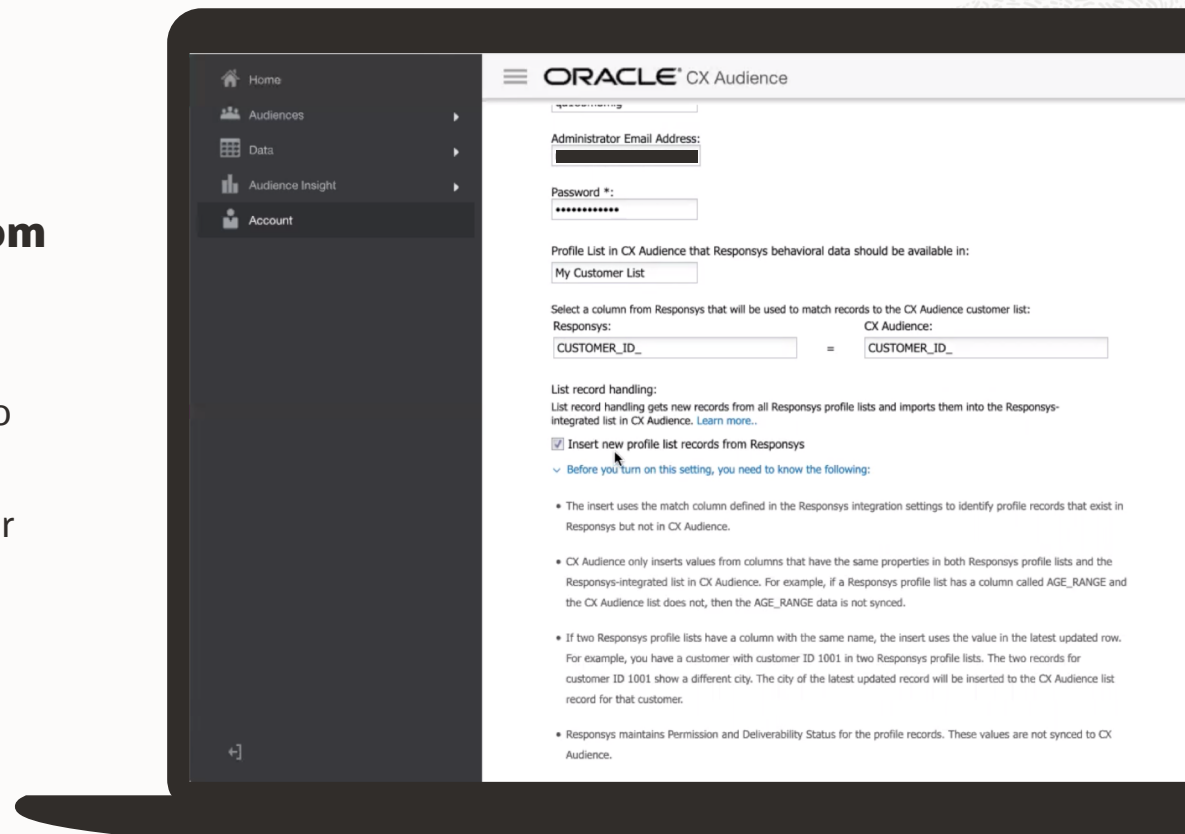 om
o
r
Home
Audiences
Data
Audience Insight
Account
ORACLE® CX Audience
Administrator Email Address:
Password *:
••••••••••••
Profile List in CX Audience that Responsys behavioral data should be available in:
My Customer List
Select a column from Responsys that will be used to match records to the CX Audience customer list:
Responsys: CX Audience:
CUSTOMER_ID_ = CUSTOMER_ID_
List record handling:
List record handling gets new records from all Responsys profile lists and imports them into the Responsys-
integrated list in CX Audience. Learn more..
Insert new profile list records from Responsys
Before you turn on this setting, you need to know the following:
• The insert uses the match column defined in the Responsys integration settings to identify profile records that exist in
Responsys but not in CX Audience.
• CX Audience only inserts values from columns that have the same properties in both Responsys profile lists and the
Responsys-integrated list in CX Audience. For example, if a Responsys profile list has a column called AGE_RANGE and
the CX Audience list does not, then the AGE_RANGE data is not synced.
• If two Responsys profile lists have a column with the same name, the insert uses the value in the latest updated row.
For example, you have a customer with customer ID 1001 in two Responsys profile lists. The two records for
customer ID 1001 show a different city. The city of the latest updated record will be inserted to the CX Audience list
record for that customer.
• Responsys maintains Permission and Deliverability Status for the profile records. These values are not synced to CX
Audience.